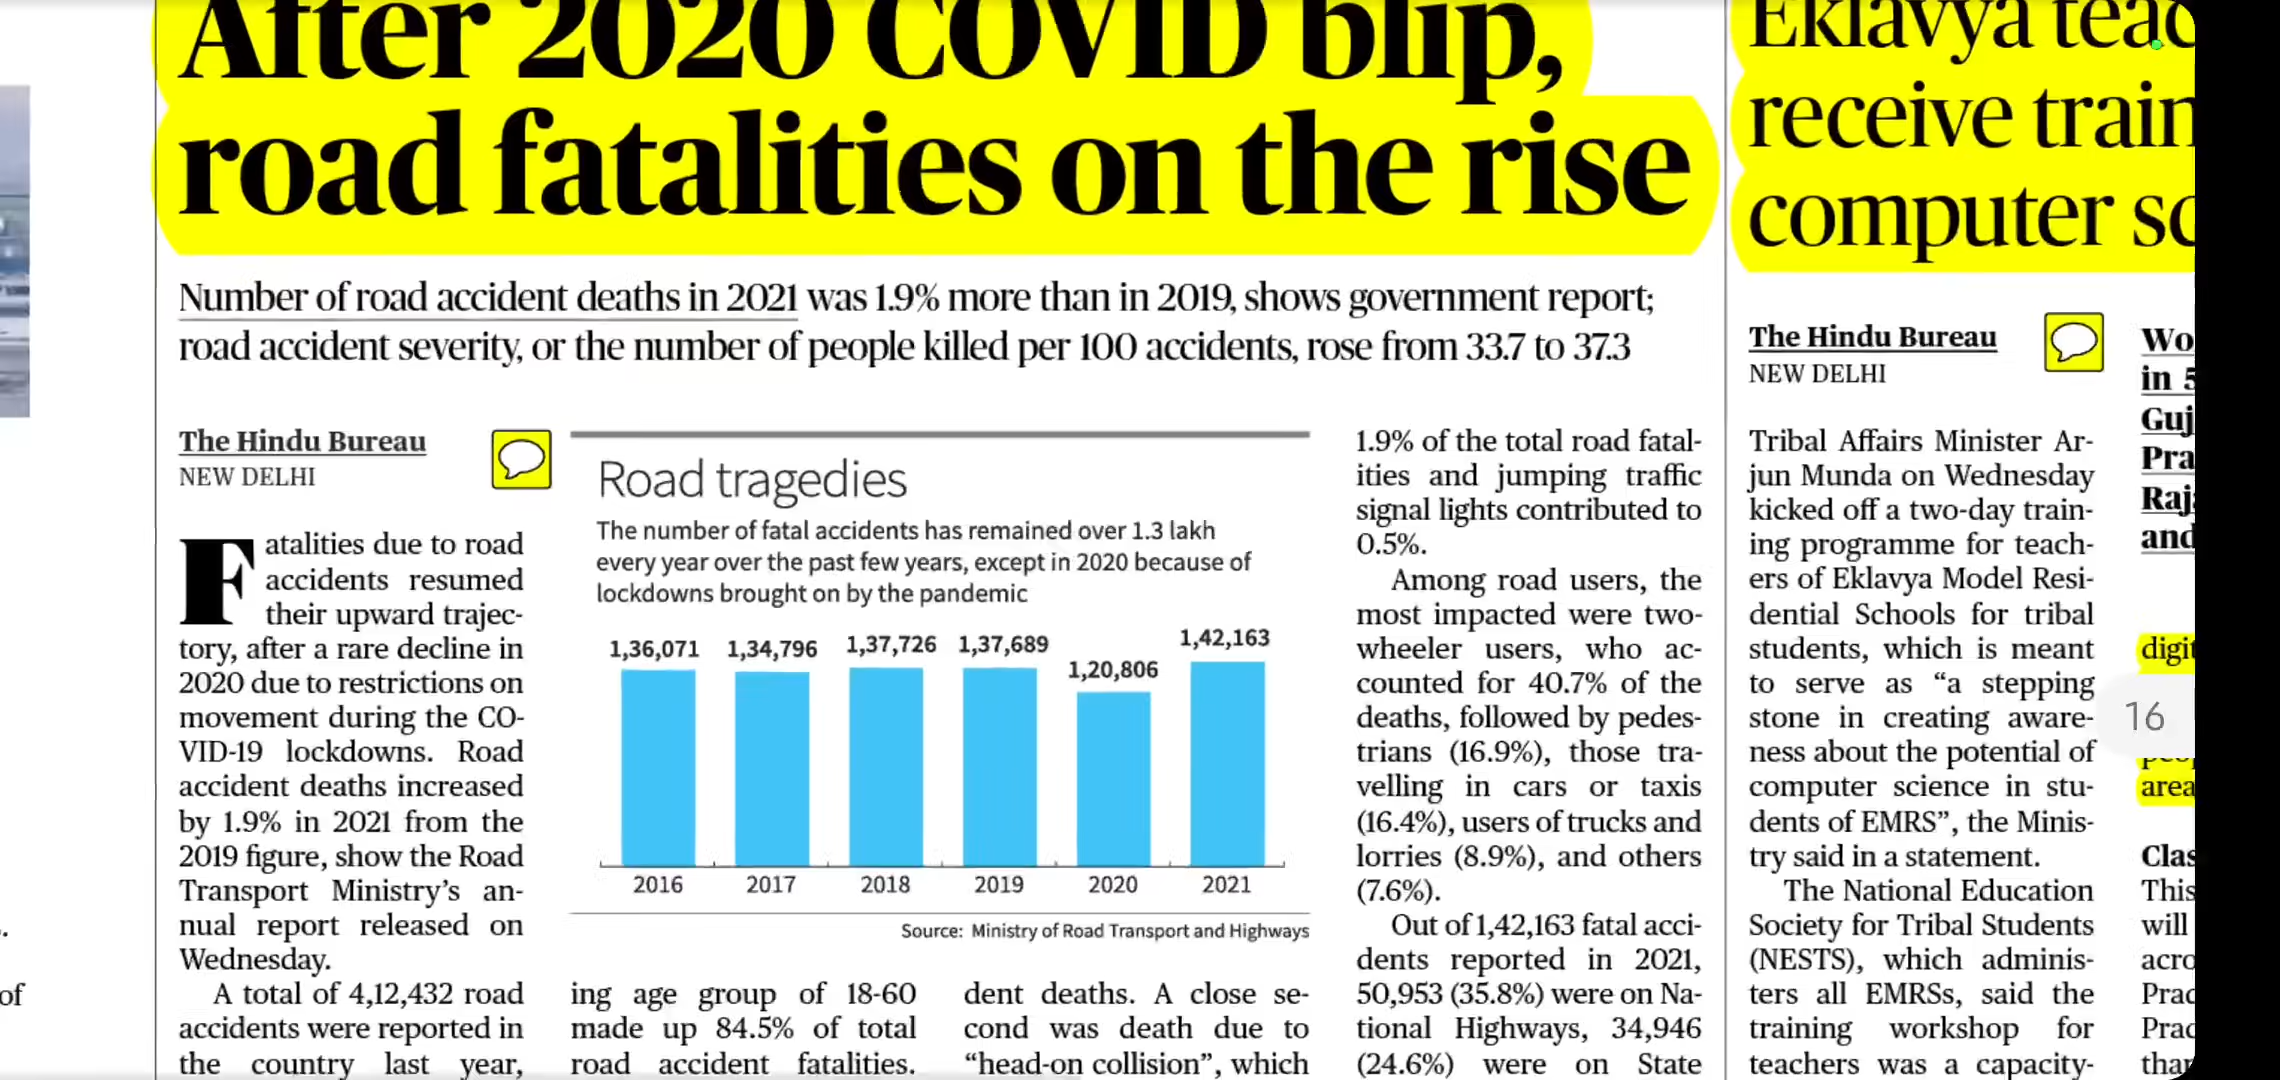 After 2020 COVID blip,
road fatalities on the rise
Number of road accident deaths in 2021 was 1.9% more than in 2019, shows government report;
road accident severity, or the number of people killed per 100 accidents, rose from 33.7 to 37.3
The Hindu Bureau
NEW DELHI
Fatalities due to road
accidents resumed
their upward trajec-
tory, after a rare decline in
2020 due to restrictions on
movement during the CO-
VID-19 lockdowns. Road
accident deaths increased
by 1.9% in 2021 from the
2019 figure, show the Road
Transport Ministry's an-
nual report released on
Wednesday.
A total of 4,12,432 road
accidents were reported in
the country last year,
Road tragedies
The number of fatal accidents has remained over 1.3 lakh
every year over the past few years, except in 2020 because of
lockdowns brought on by the pandemic
1,36,071 1,34,796 1,37,726 1,37,689 1,20,806 1,42,163
2016 2017 2018 2019 2020 2021
Source: Ministry of Road Transport and Highways
ing age group of 18-60
made up 84.5% of total
road accident fatalities.
dent deaths. A close se-
cond was death due to
“head-on collision”, which
1.9% of the total road fatal-
ities and jumping traffic
signal lights contributed to
0.5%.
Among road users, the
most impacted were two-
wheeler users, who ac-
counted for 40.7% of the
deaths, followed by pedes-
trians (16.9%), those tra-
velling in cars or taxis
(16.4%), users of trucks and
lorries (8.9%), and others
(7.6%).
Out of 1,42,163 fatal acci-
dents reported in 2021,
50,953 (35.8%) were on Na-
tional Highways, 34,946
(24.6%) were on State
Eklavya teac
receive train
computer sc
The Hindu Bureau
NEW DELHI
Tribal Affairs Minister Ar-
jun Munda on Wednesday
kicked off a two-day train-
ing programme for teach-
ers of Eklavya Model Resi-
dential Schools for tribal
students, which is meant
to serve as “a stepping
stone in creating aware-
ness about the potential of
computer science in stu-
dents of EMRS”, the Minis-
try said in a statement.
The National Education
Society for Tribal Students
(NESTS), which adminis-
ters all EMRSs, said the
training workshop for
teachers was a capacity-
Wo
in 5
Guj
Pra
Raj
and
digit
16
area
Clas
This
will
acro
Prac
Prac
than
of